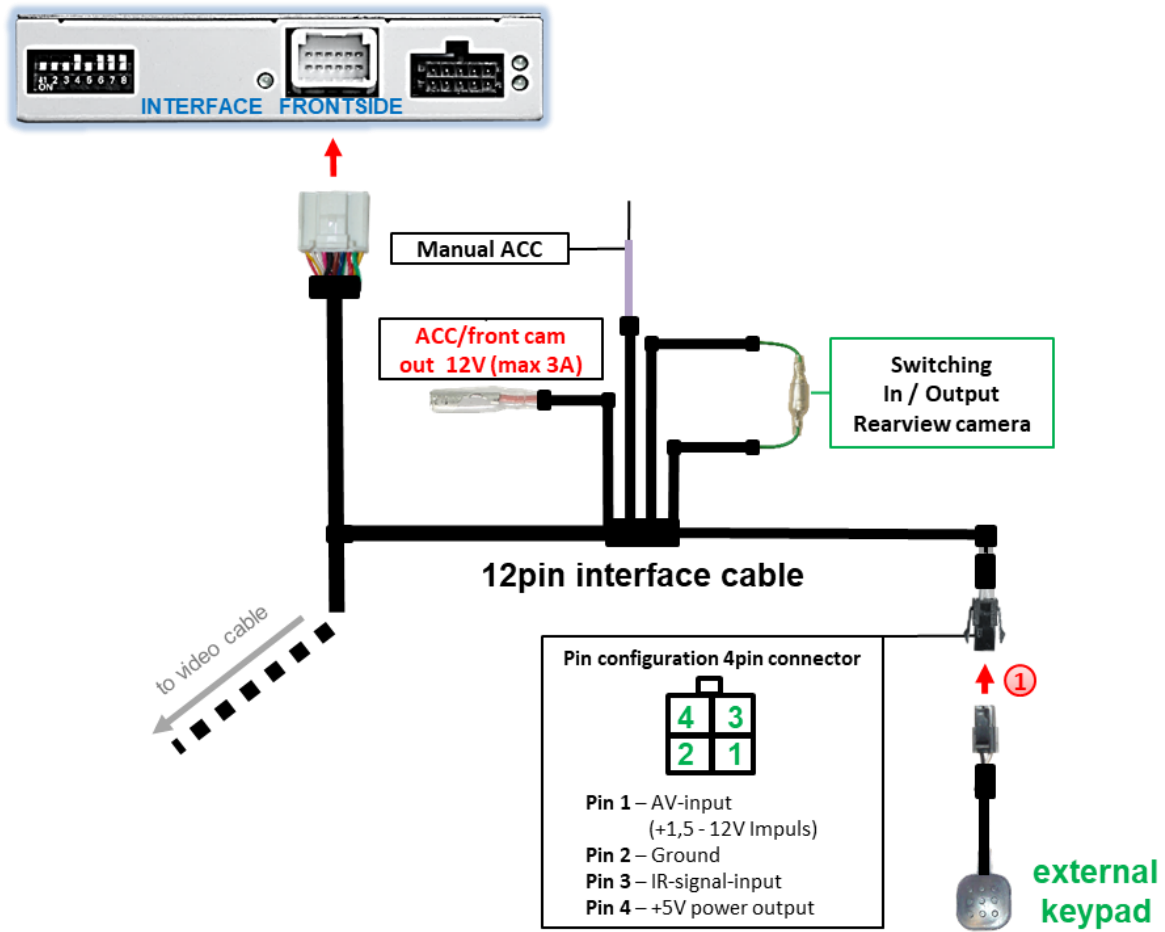 1 2 3 4 5 6 7 8
ON
INTERFACE FRONTSIDE
Manual ACC
ACC/front cam
out 12V (max 3A)
Switching
In / Output
Rearview camera
12pin interface cable
to video cable
Pin configuration 4pin connector
4 3
2 1
Pin 1 – AV-input
(+1,5 - 12V Impuls)
Pin 2 – Ground
Pin 3 – IR-signal-input
Pin 4 – +5V power output
1
external
keypad